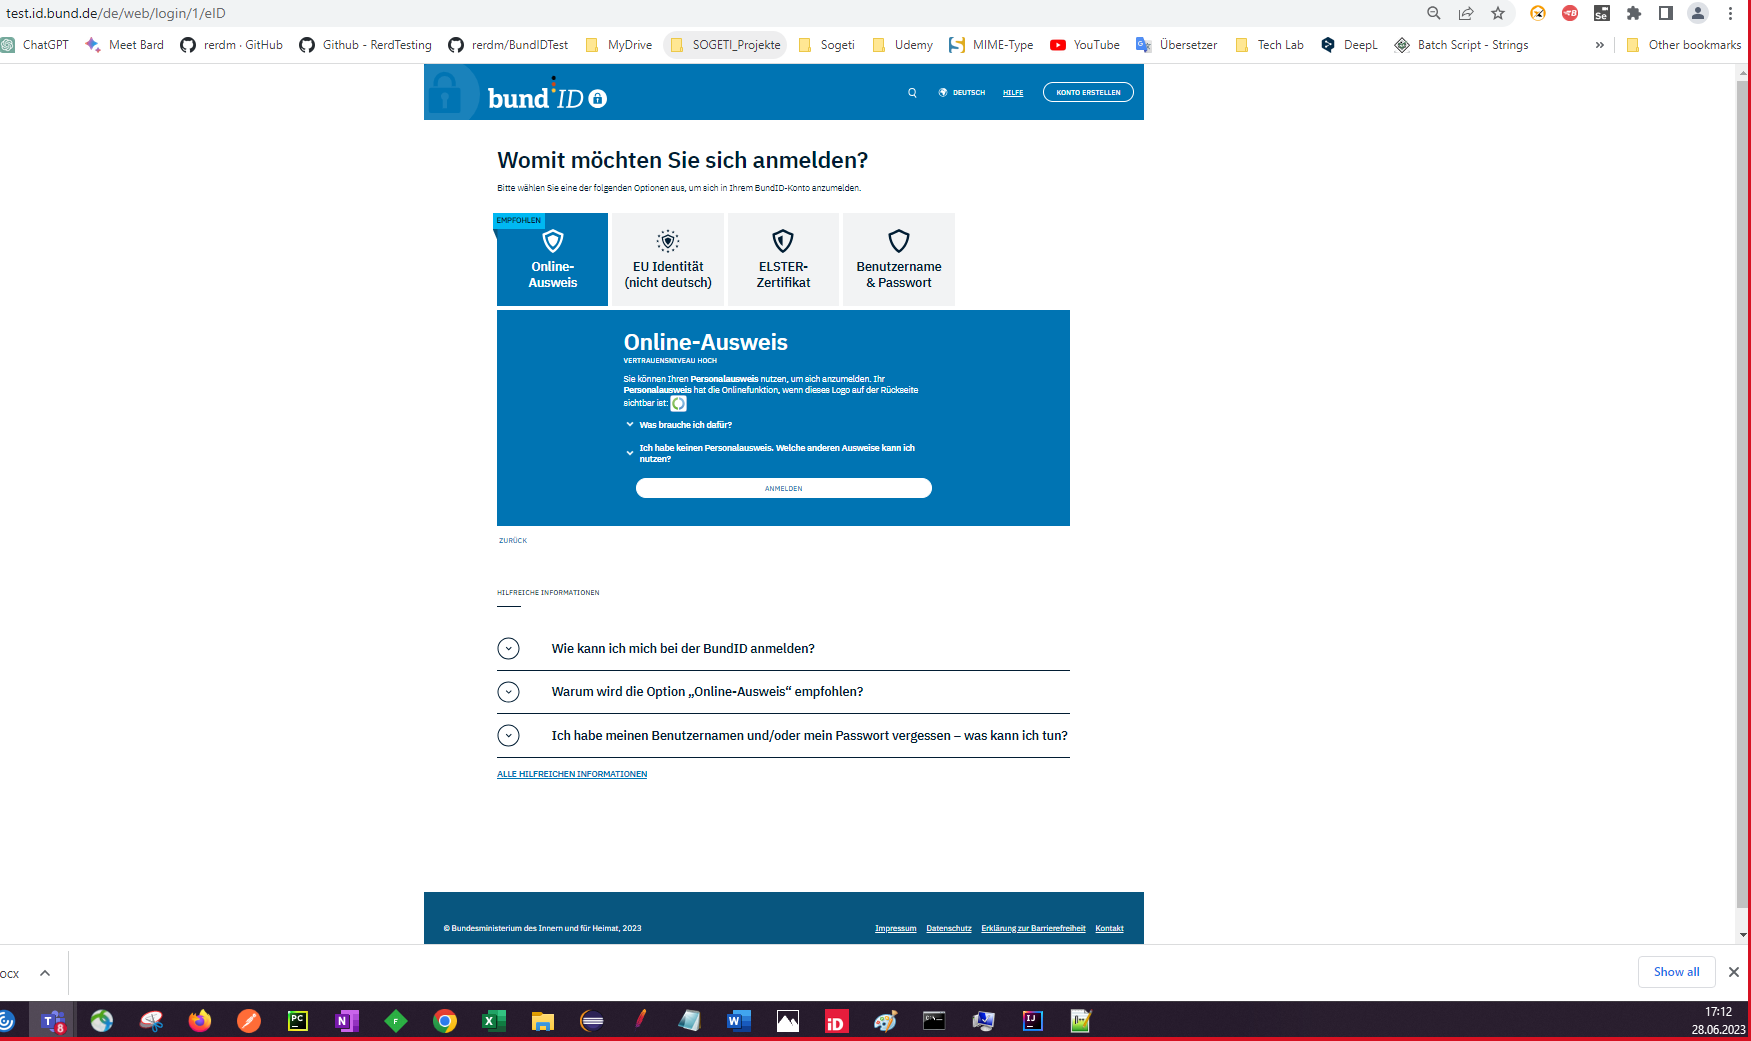 test.id.bund.de/de/web/login/1/eID
ChatGPT Meet Bard rerdm · GitHub Github - RerdTesting rerdm/BundIDTest MyDrive SOGETI_Projekte Sogeti Udemy MIME-Type YouTube Übersetzer Tech Lab DeepL Batch Script - Strings » Other bookmarks
bund ID DEUTSCH HILFE KONTO ERSTELLEN
Womit möchten Sie sich anmelden?
Bitte wählen Sie eine der folgenden Optionen aus, um sich in Ihrem BundID-Konto anzumelden.
EMPFOHLEN
Online-
Ausweis
EU Identität
(nicht deutsch)
ELSTER-
Zertifikat
Benutzername
& Passwort
Online-Ausweis
VERTRAUENSNIVEAU HOCH
Sie können Ihren Personalausweis nutzen, um sich anzumelden. Ihr
Personalausweis hat die Onlinefunktion, wenn dieses Logo auf der Rückseite
sichtbar ist:
Was brauche ich dafür?
Ich habe keinen Personalausweis. Welche anderen Ausweise kann ich
nutzen?
ANMELDEN
ZURÜCK
HILFREICHE INFORMATIONEN
Wie kann ich mich bei der BundID anmelden?
Warum wird die Option „Online-Ausweis“ empfohlen?
Ich habe meinen Benutzernamen und/oder mein Passwort vergessen – was kann ich tun?
ALLE HILFREICHEN INFORMATIONEN
© Bundesministerium des Innern und für Heimat, 2023 Impressum Datenschutz Erklärung zur Barrierefreiheit Kontakt
ocx Show all
17:12
28.06.2023